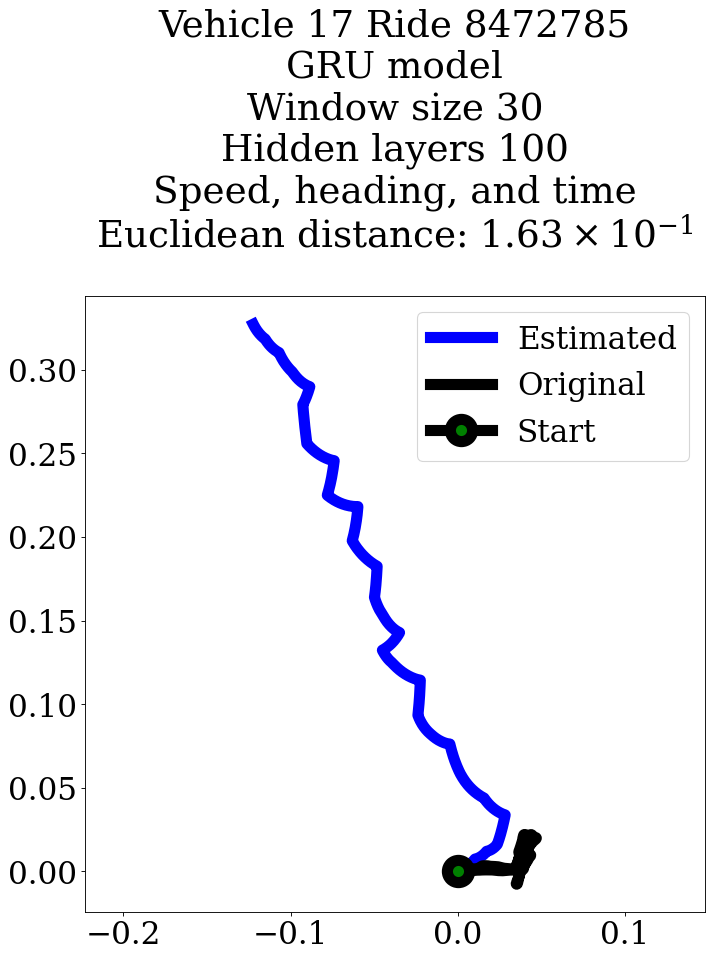 Vehicle 17 Ride 8472785
GRU model
Window size 30
Hidden layers 100
Speed, heading, and time
Euclidean distance: 1.63 × 10⁻¹
Estimated
Original
Start
0.30
0.25
0.20
0.15
0.10
0.05
0.00
−0.2 −0.1 0.0 0.1